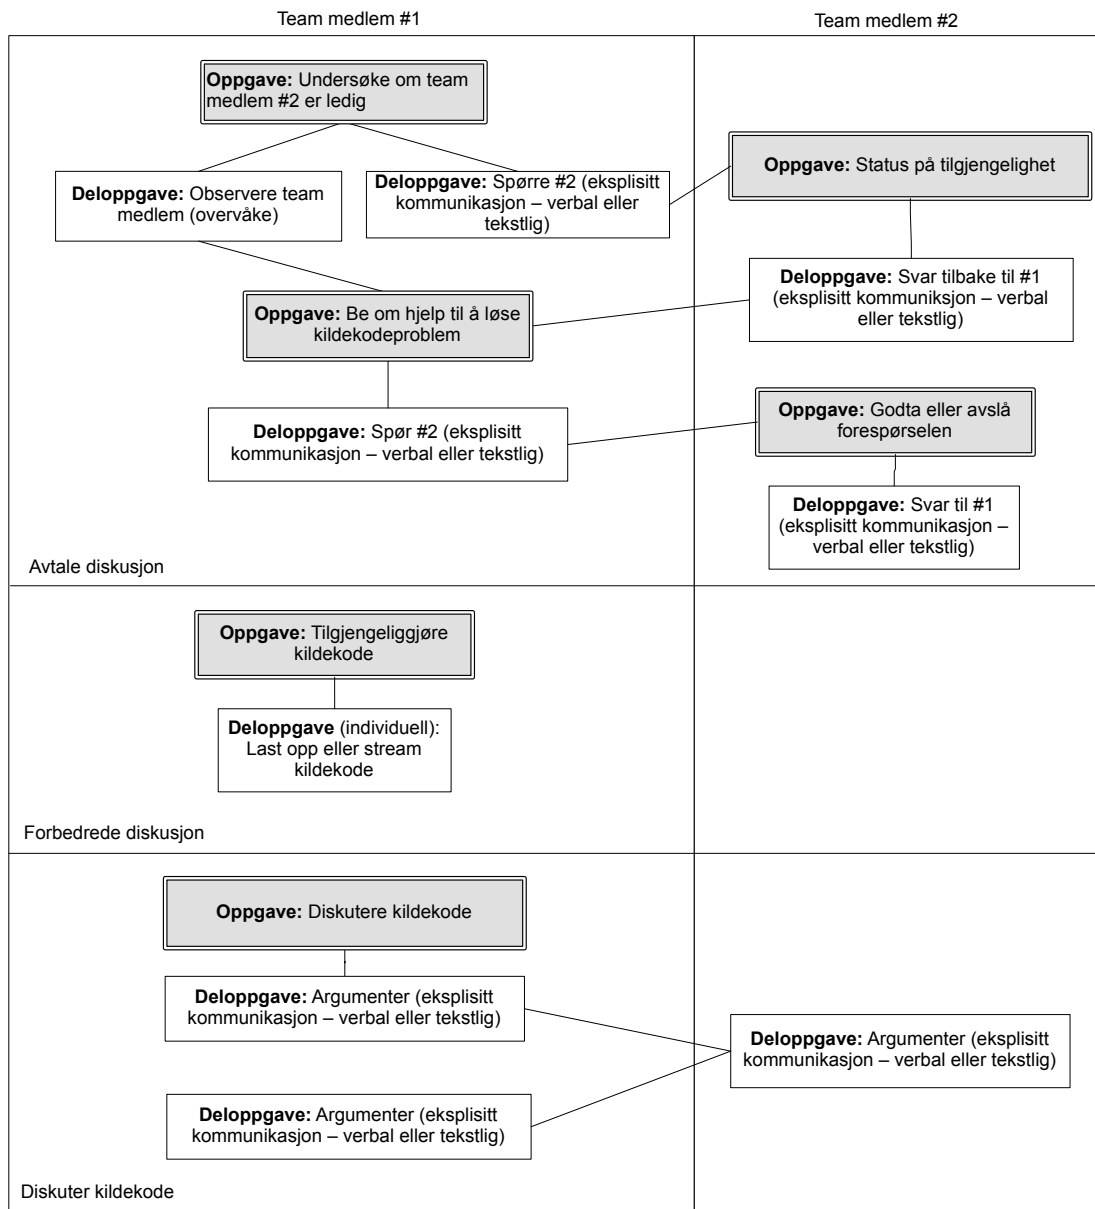 Team medlem #1
Team medlem #2
Oppgave: Undersøke om team
medlem #2 er ledig
Oppgave: Status på tilgjengelighet
Deloppgave: Observere team
medlem (overvåke)
Deloppgave: Spørre #2 (eksplisitt
kommunikasjon – verbal eller
tekstlig)
Deloppgave: Svar tilbake til #1
(eksplisitt kommuniksjon – verbal
eller tekstlig)
Oppgave: Be om hjelp til å løse
kildekodeproblem
Oppgave: Godta eller avslå
forespørselen
Deloppgave: Spør #2 (eksplisitt
kommunikasjon – verbal eller tekstlig)
Deloppgave: Svar til #1
(eksplisitt kommunikasjon –
verbal eller tekstlig)
Avtale diskusjon
Oppgave: Tilgjengeliggjøre
kildekode
Deloppgave (individuell):
Last opp eller stream
kildekode
Forbedrede diskusjon
Oppgave: Diskutere kildekode
Deloppgave: Argumenter (eksplisitt
kommunikasjon – verbal eller tekstlig)
Deloppgave: Argumenter (eksplisitt
kommunikasjon – verbal eller tekstlig)
Deloppgave: Argumenter (eksplisitt
kommunikasjon – verbal eller tekstlig)
Diskuter kildekode